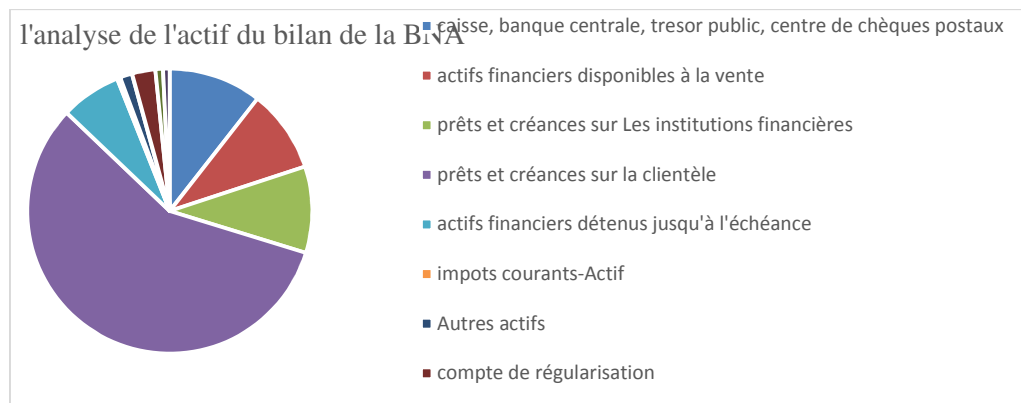 l'analyse de l'actif du bilan de la BNA
caisse, banque centrale, tresor public, centre de chèques postaux
actifs financiers disponibles à la vente
prêts et créances sur Les institutions financières
prêts et créances sur la clientèle
actifs financiers détenus jusqu'à l'échéance
impots courants-Actif
Autres actifs
compte de régularisation